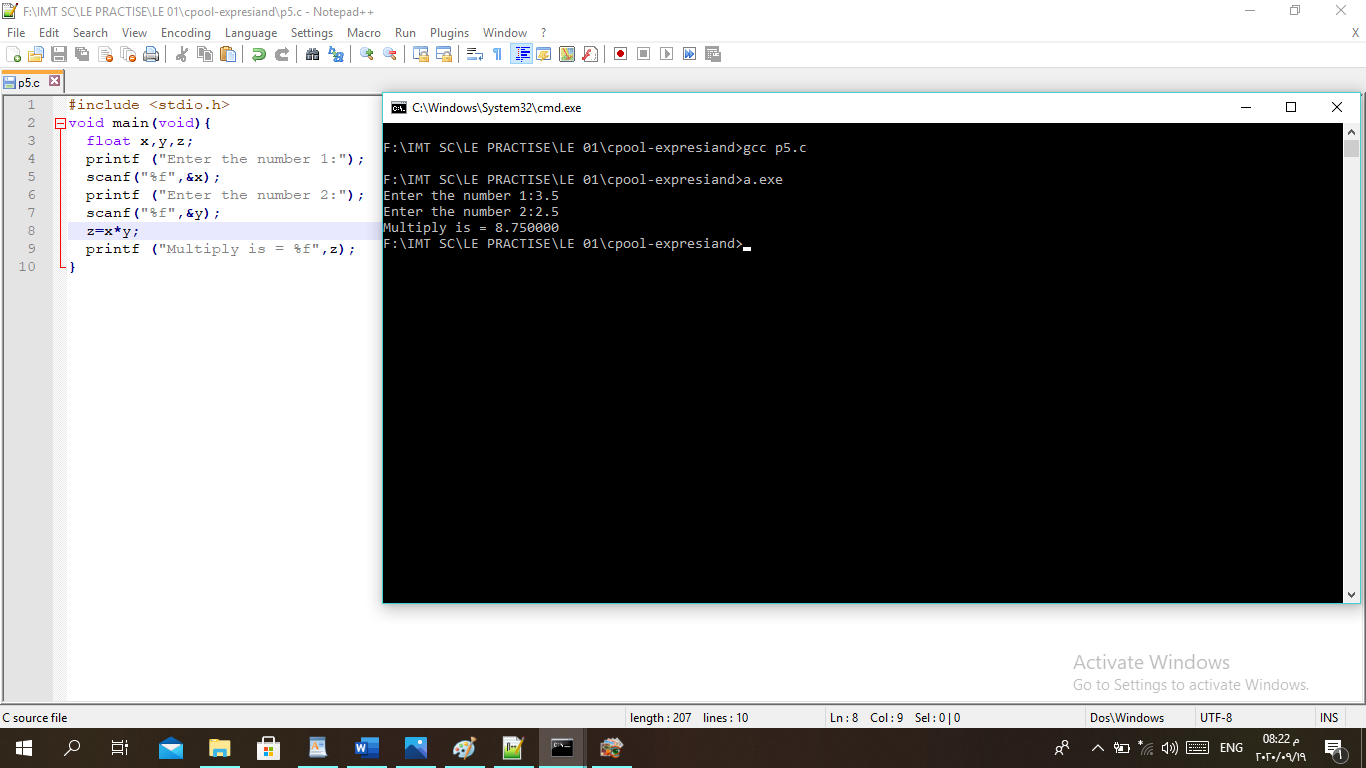 F:\IMT SC\LE PRACTISE\LE 01\cpool-expresiand\p5.c - Notepad++
File Edit Search View Encoding Language Settings Macro Run Plugins Window ? X
p5.c
1 #include <stdio.h>
2 void main(void){
3 float x,y,z;
4 printf ("Enter the number 1:");
5 scanf("%f",&x);
6 printf ("Enter the number 2:");
7 scanf("%f",&y);
8 z=x*y;
9 printf ("Multiply is = %f",z);
10 }
C:\Windows\System32\cmd.exe
F:\IMT SC\LE PRACTISE\LE 01\cpool-expresiand>gcc p5.c
F:\IMT SC\LE PRACTISE\LE 01\cpool-expresiand>a.exe
Enter the number 1:3.5
Enter the number 2:2.5
Multiply is = 8.750000
F:\IMT SC\LE PRACTISE\LE 01\cpool-expresiand>
Activate Windows
Go to Settings to activate Windows.
C source file length : 207 lines : 10 Ln : 8 Col : 9 Sel : 0 | 0 Dos\Windows UTF-8 INS
ENG
08:22 م
٢٠٢٠/٠٩/١٩
1